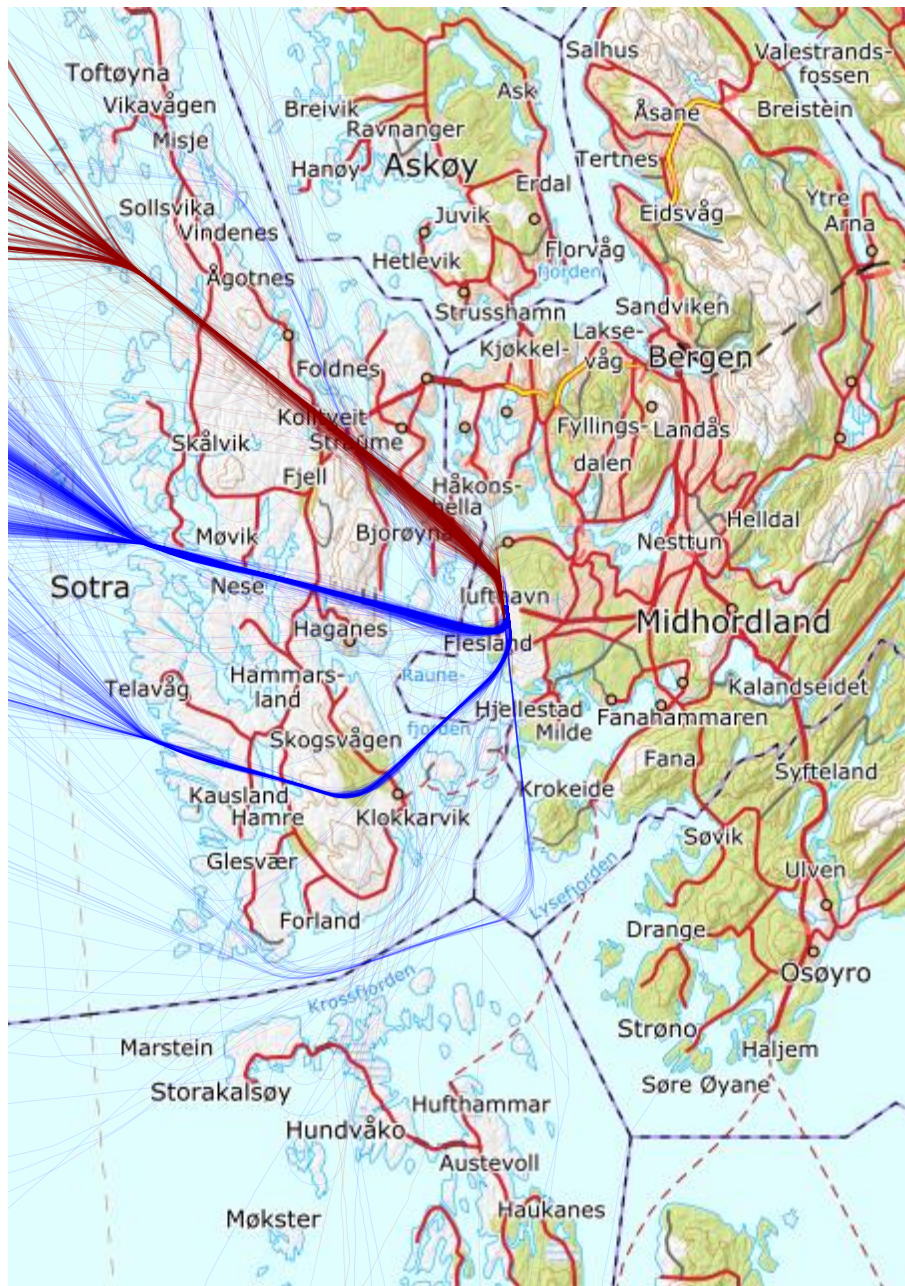 Salhus
Valestrands-
fossen
Toftøyna
Vikavågen
Breivik
Ask
Åsane
Breistein
Misje
Ravnanger
Hanøy
Askøy
Tertnes
Erdal
Sollsvika
Juvik
Eidsvåg
Ytre
Arna
Vindenes
Hetlevik
Florvåg
fjorden
Ågotnes
Strusshamn
Sandviken
Kjøkkel-
Lakse-
våg
Bergen
Foldnes
Straume
Skålvik
Fyllings-
dalen
Landås
Fjell
Håkons-
hella
Helldal
Møvik
Bjorøyna
Nesttun
Nese
Sotra
lufthavn
Flesland
Midhordland
Haganes
Telavåg
Hammars-
land
Raune-
fjorden
Hjellestad
Milde
Fanahammaren
Kalandseidet
Skogsvågen
Fana
Syfteland
Kausland
Hamre
Klokkarvik
Krokeide
Søvik
Glesvær
Ulven
Lysefjorden
Forland
Drange
Osøyro
Krossfjorden
Strøno
Marstein
Haljem
Storakalsøy
Søre Øyane
Hufthammar
Hundvåko
Austevoll
Møkster
Haukanes